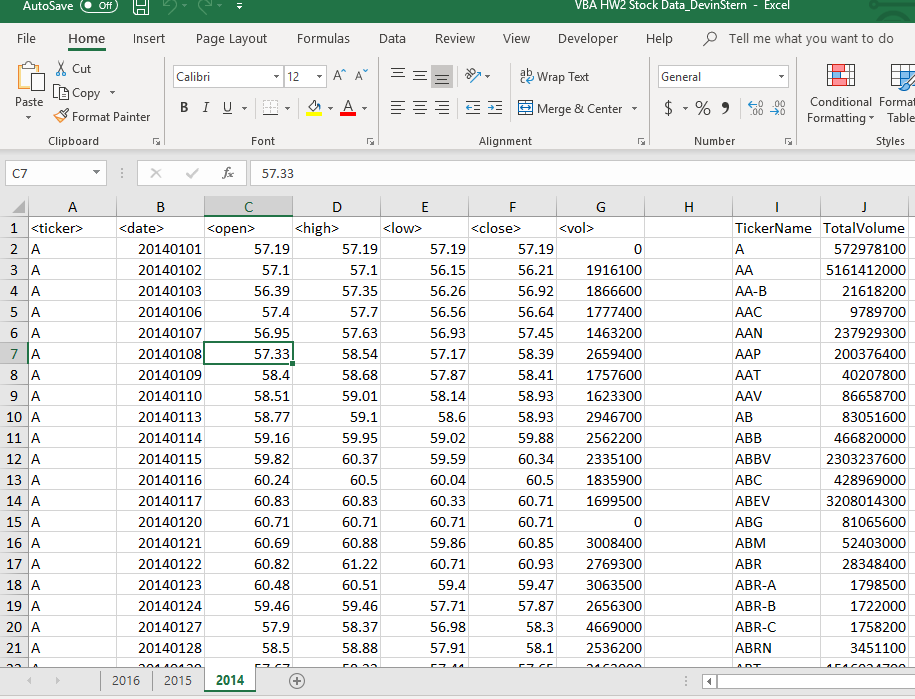 AutoSave Off VBA HW2 Stock Data_DevinStern - Excel
File Home Insert Page Layout Formulas Data Review View Developer Help Tell me what you want to do
Paste Cut Calibri 12 A A Wrap Text General Conditional Format
Copy B I U A Merge & Center $ % 9 Formatting Table
Format Painter
Clipboard Font Alignment Number Styles
C7 fx 57.33
A B C D E F G H I J
1 <ticker> <date> <open> <high> <low> <close> <vol> TickerName TotalVolume
2 A 20140101 57.19 57.19 57.19 57.19 0 A 572978100
3 A 20140102 57.1 57.1 56.15 56.21 1916100 AA 5161412000
4 A 20140103 56.39 57.35 56.26 56.92 1866600 AA-B 21618200
5 A 20140106 57.4 57.7 56.56 56.64 1777400 AAC 9789700
6 A 20140107 56.95 57.63 56.93 57.45 1463200 AAN 237929300
7 A 20140108 57.33 58.54 57.17 58.39 2659400 AAP 200376400
8 A 20140109 58.4 58.68 57.87 58.41 1757600 AAT 40207800
9 A 20140110 58.51 59.01 58.14 58.93 1623300 AAV 86658700
10 A 20140113 58.77 59.1 58.6 58.93 2946700 AB 83051600
11 A 20140114 59.16 59.95 59.02 59.88 2562200 ABB 466820000
12 A 20140115 59.82 60.37 59.59 60.34 2335100 ABBV 2303237600
13 A 20140116 60.24 60.5 60.04 60.5 1835900 ABC 428969000
14 A 20140117 60.83 60.83 60.33 60.71 1699500 ABEV 3208014300
15 A 20140120 60.71 60.71 60.71 60.71 0 ABG 81065600
16 A 20140121 60.69 60.88 59.86 60.85 3008400 ABM 52403000
17 A 20140122 60.82 61.22 60.71 60.93 2769300 ABR 28348400
18 A 20140123 60.48 60.51 59.4 59.47 3063500 ABR-A 1798500
19 A 20140124 59.46 59.46 57.71 57.87 2656300 ABR-B 1722000
20 A 20140127 57.9 58.37 56.98 58.3 4669000 ABR-C 1758200
21 A 20140128 58.5 58.88 57.91 58.1 2536200 ABRN 3451100
2016 2015 2014